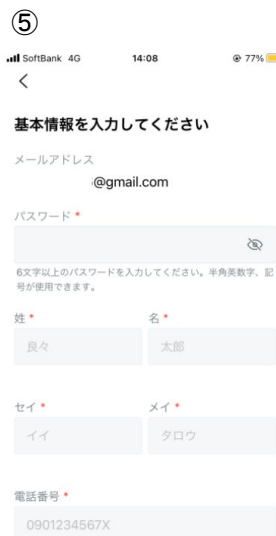 ⑤
SoftBank 4G 14:08 77%
基本情報を入力してください
メールアドレス
@gmail.com
パスワード *
6文字以上のパスワードを入力してください。半角英数字、記
号が使用できます。
姓 * 名 *
良々 太郎
セイ * メイ *
イイ タロウ
電話番号 *
0901234567X